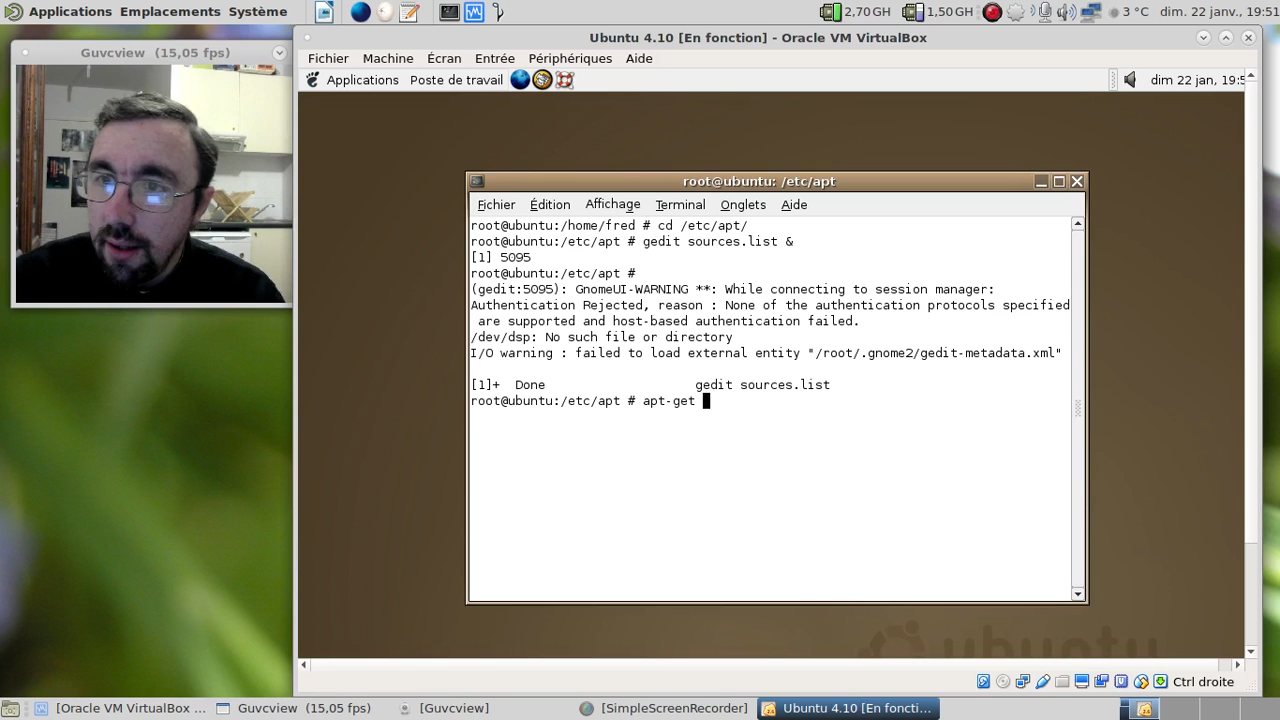 Applications Emplacements Système
2,70 GH 1,50 GH 3 °C dim. 22 janv., 19:51
Guvcview (15,05 fps)
Ubuntu 4.10 [En fonction] - Oracle VM VirtualBox
Fichier Machine Écran Entrée Périphériques Aide
Applications Poste de travail dim 22 jan, 19:5
root@ubuntu: /etc/apt
Fichier Édition Affichage Terminal Onglets Aide
root@ubuntu:/home/fred # cd /etc/apt/
root@ubuntu:/etc/apt # gedit sources.list &
[1] 5095
root@ubuntu:/etc/apt #
(gedit:5095): GnomeUI-WARNING **: While connecting to session manager:
Authentication Rejected, reason : None of the authentication protocols specified
are supported and host-based authentication failed.
/dev/dsp: No such file or directory
I/O warning : failed to load external entity "/root/.gnome2/gedit-metadata.xml"
[1]+ Done gedit sources.list
root@ubuntu:/etc/apt # apt-get
ubuntu
Ctrl droite
[Oracle VM VirtualBox ... Guvcview (15,05 fps) [Guvcview] [SimpleScreenRecorder] Ubuntu 4.10 [En foncti...